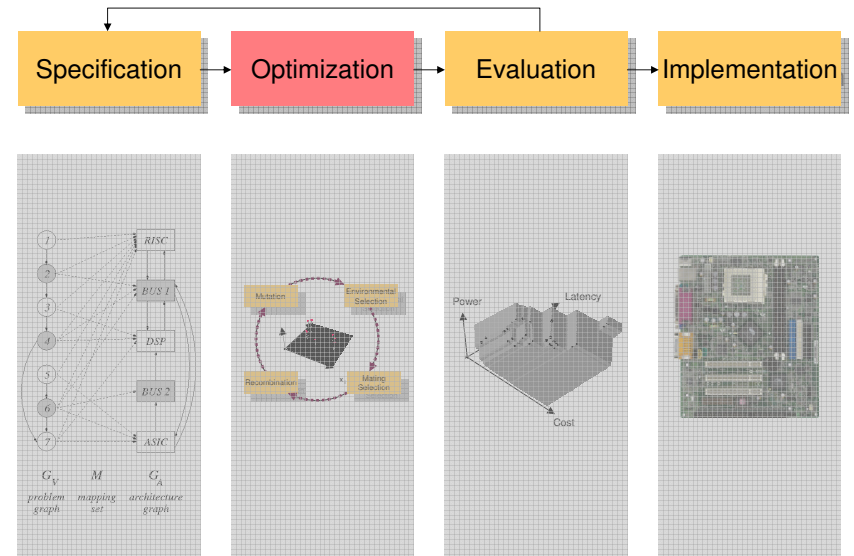 Specification
Optimization
Evaluation
Implementation
1
2
3
4
5
6
7
RISC
BUS 1
DSP
BUS 2
ASIC
G_V
M
G_A
problem graph
mapping set
architecture graph
Mutation
Environmental
Selection
Recombination
x
Mating
Selection
Power
Latency
Cost